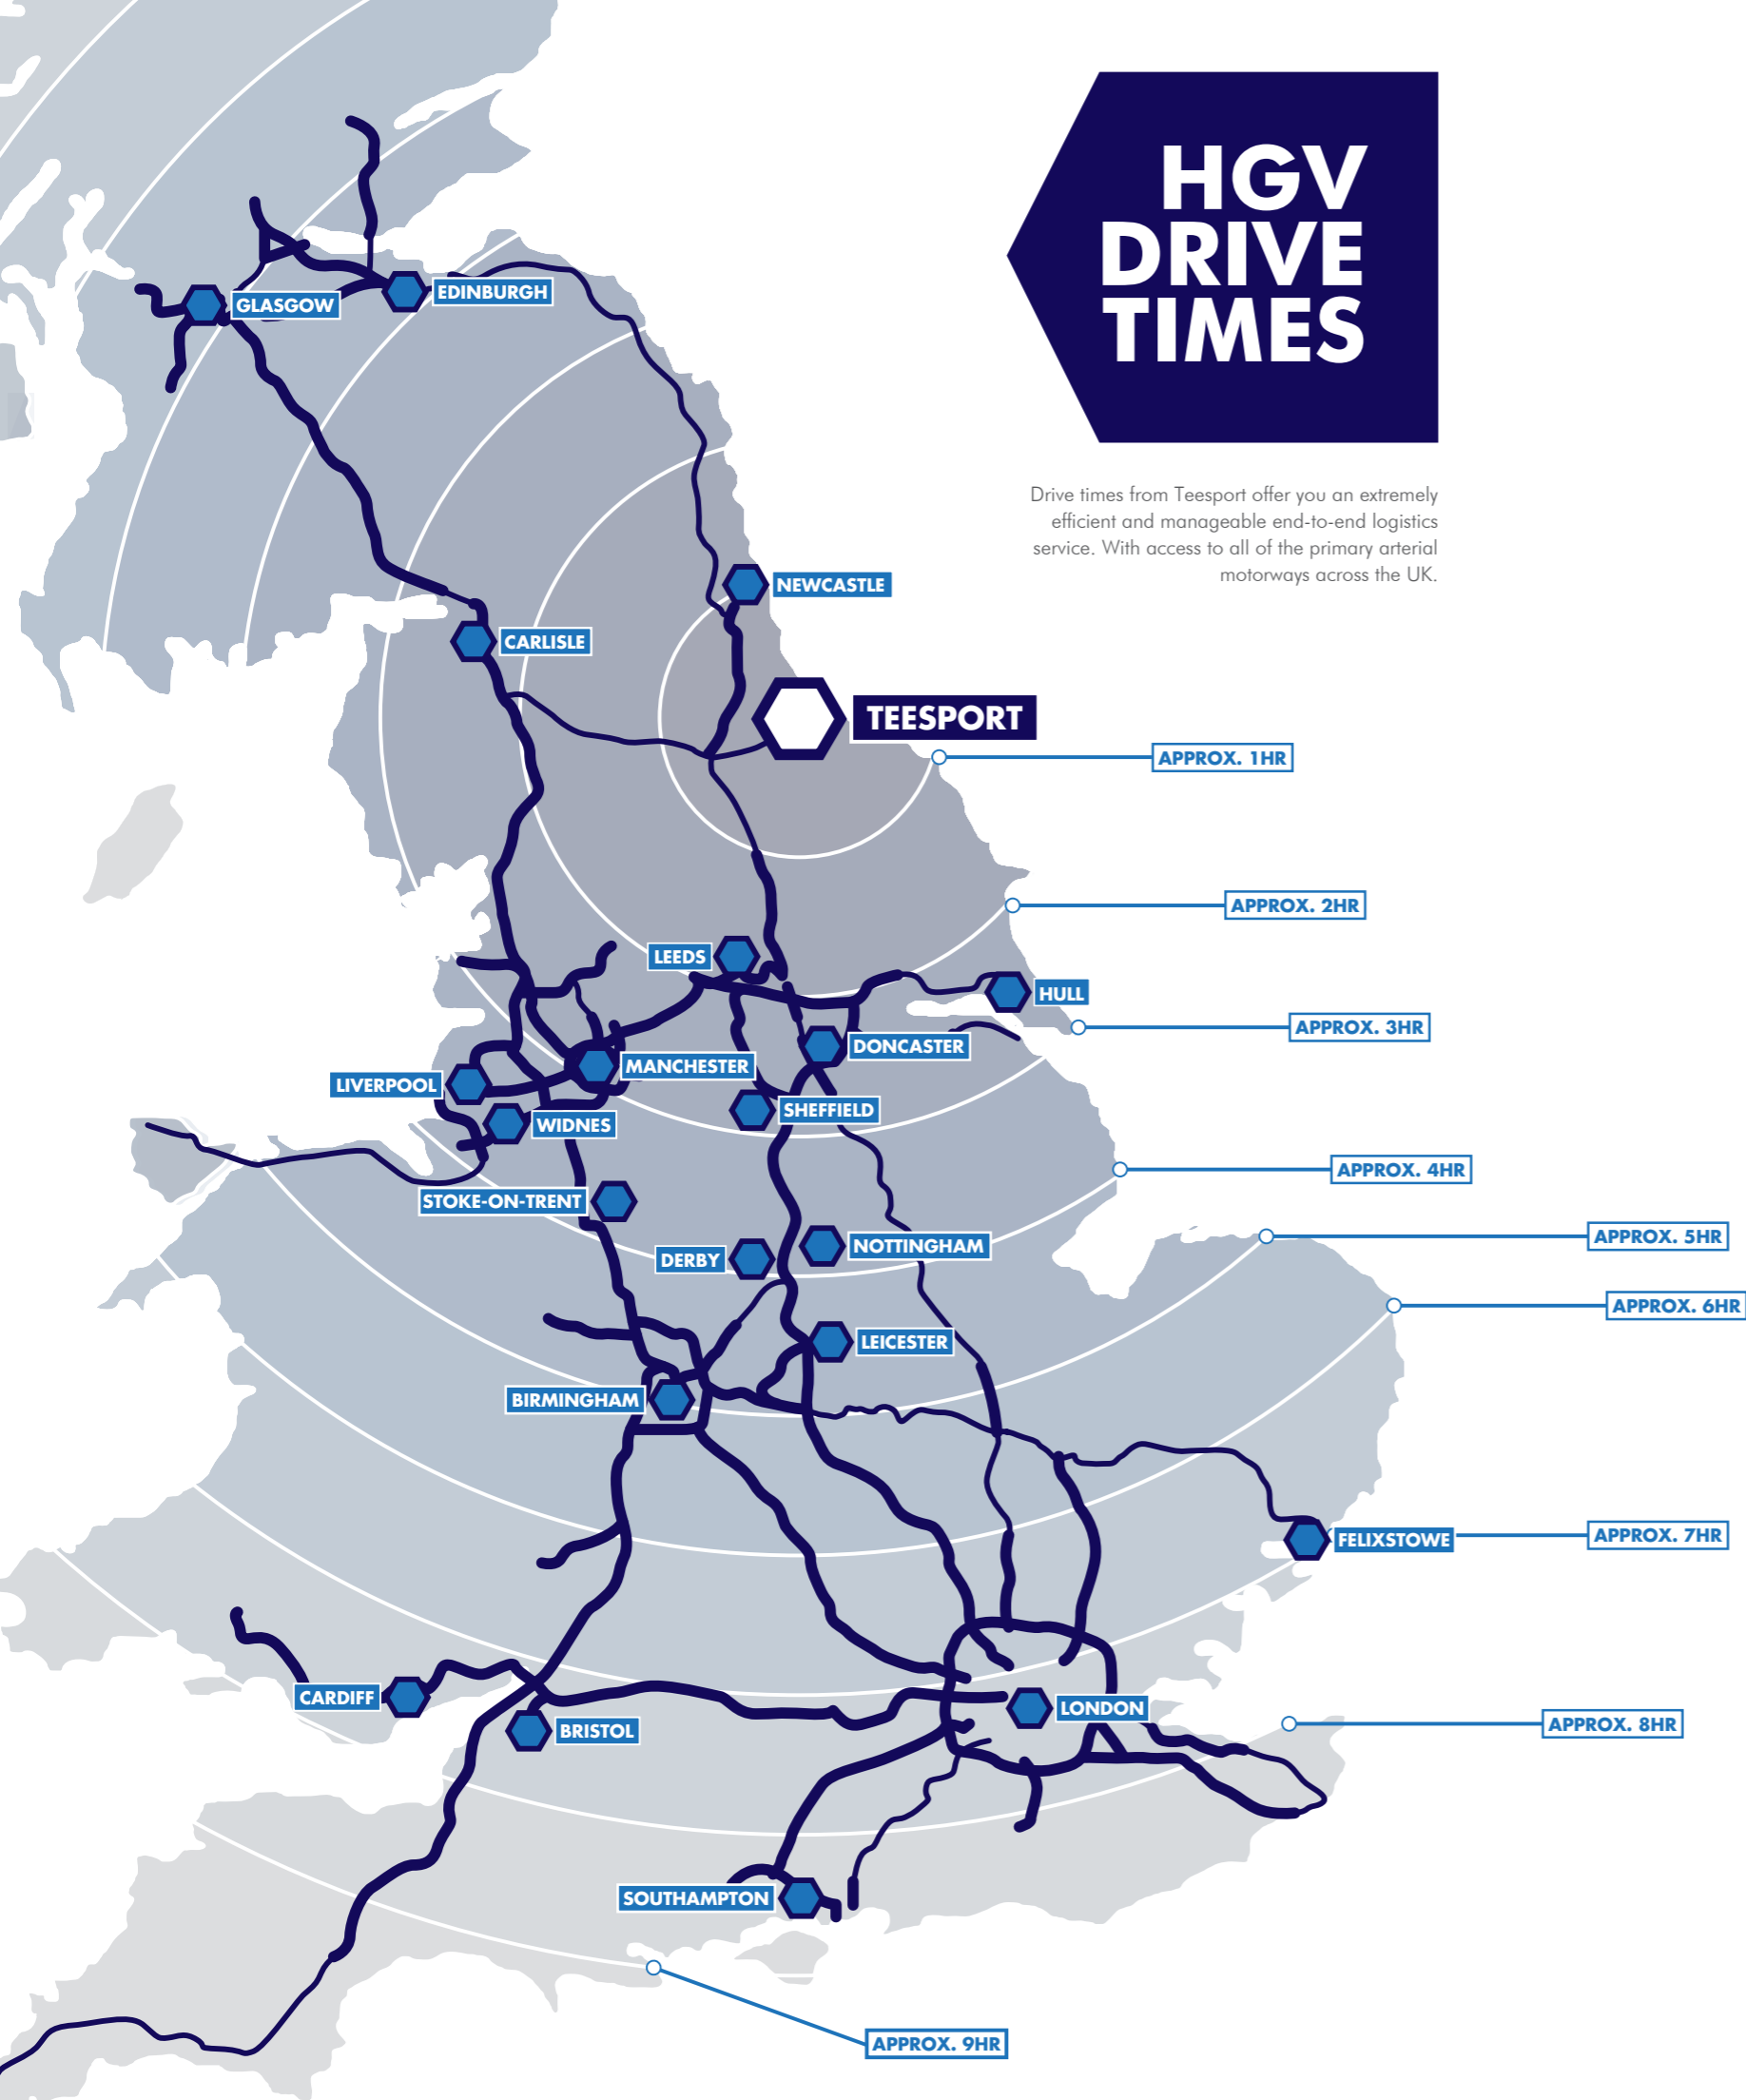 HGV
DRIVE
TIMES
Drive times from Teesport offer you an extremely
efficient and manageable end-to-end logistics
service. With access to all of the primary arterial
motorways across the UK.
EDINBURGH
GLASGOW
NEWCASTLE
CARLISLE
TEESPORT
APPROX. 1HR
APPROX. 2HR
LEEDS
HULL
APPROX. 3HR
DONCASTER
MANCHESTER
LIVERPOOL
SHEFFIELD
WIDNES
APPROX. 4HR
STOKE-ON-TRENT
APPROX. 5HR
NOTTINGHAM
DERBY
APPROX. 6HR
LEICESTER
BIRMINGHAM
FELIXSTOWE
APPROX. 7HR
CARDIFF
LONDON
APPROX. 8HR
BRISTOL
SOUTHAMPTON
APPROX. 9HR